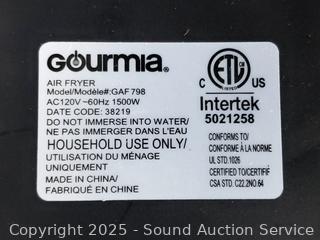 Gourmia®
AIR FRYER
Model/Modèle#:GAF798
AC120V ~60Hz 1500W
DATE CODE: 38219
DO NOT IMMERSE INTO WATER/
NE PAS IMMERGER DANS L'EAU
HOUSEHOLD USE ONLY/
UTILISATION DU MÉNAGE
UNIQUEMENT
MADE IN CHINA/
FABRIQUÉ EN CHINE
C ETL US
LISTED
Intertek
5021258
CONFORMS TO/
CONFORME À LA NORME
UL STD.1026
CERTIFIED TO/CERTIFIÉ
CSA STD. C22.2NO.64
Copyright 2025 - Sound Auction Service